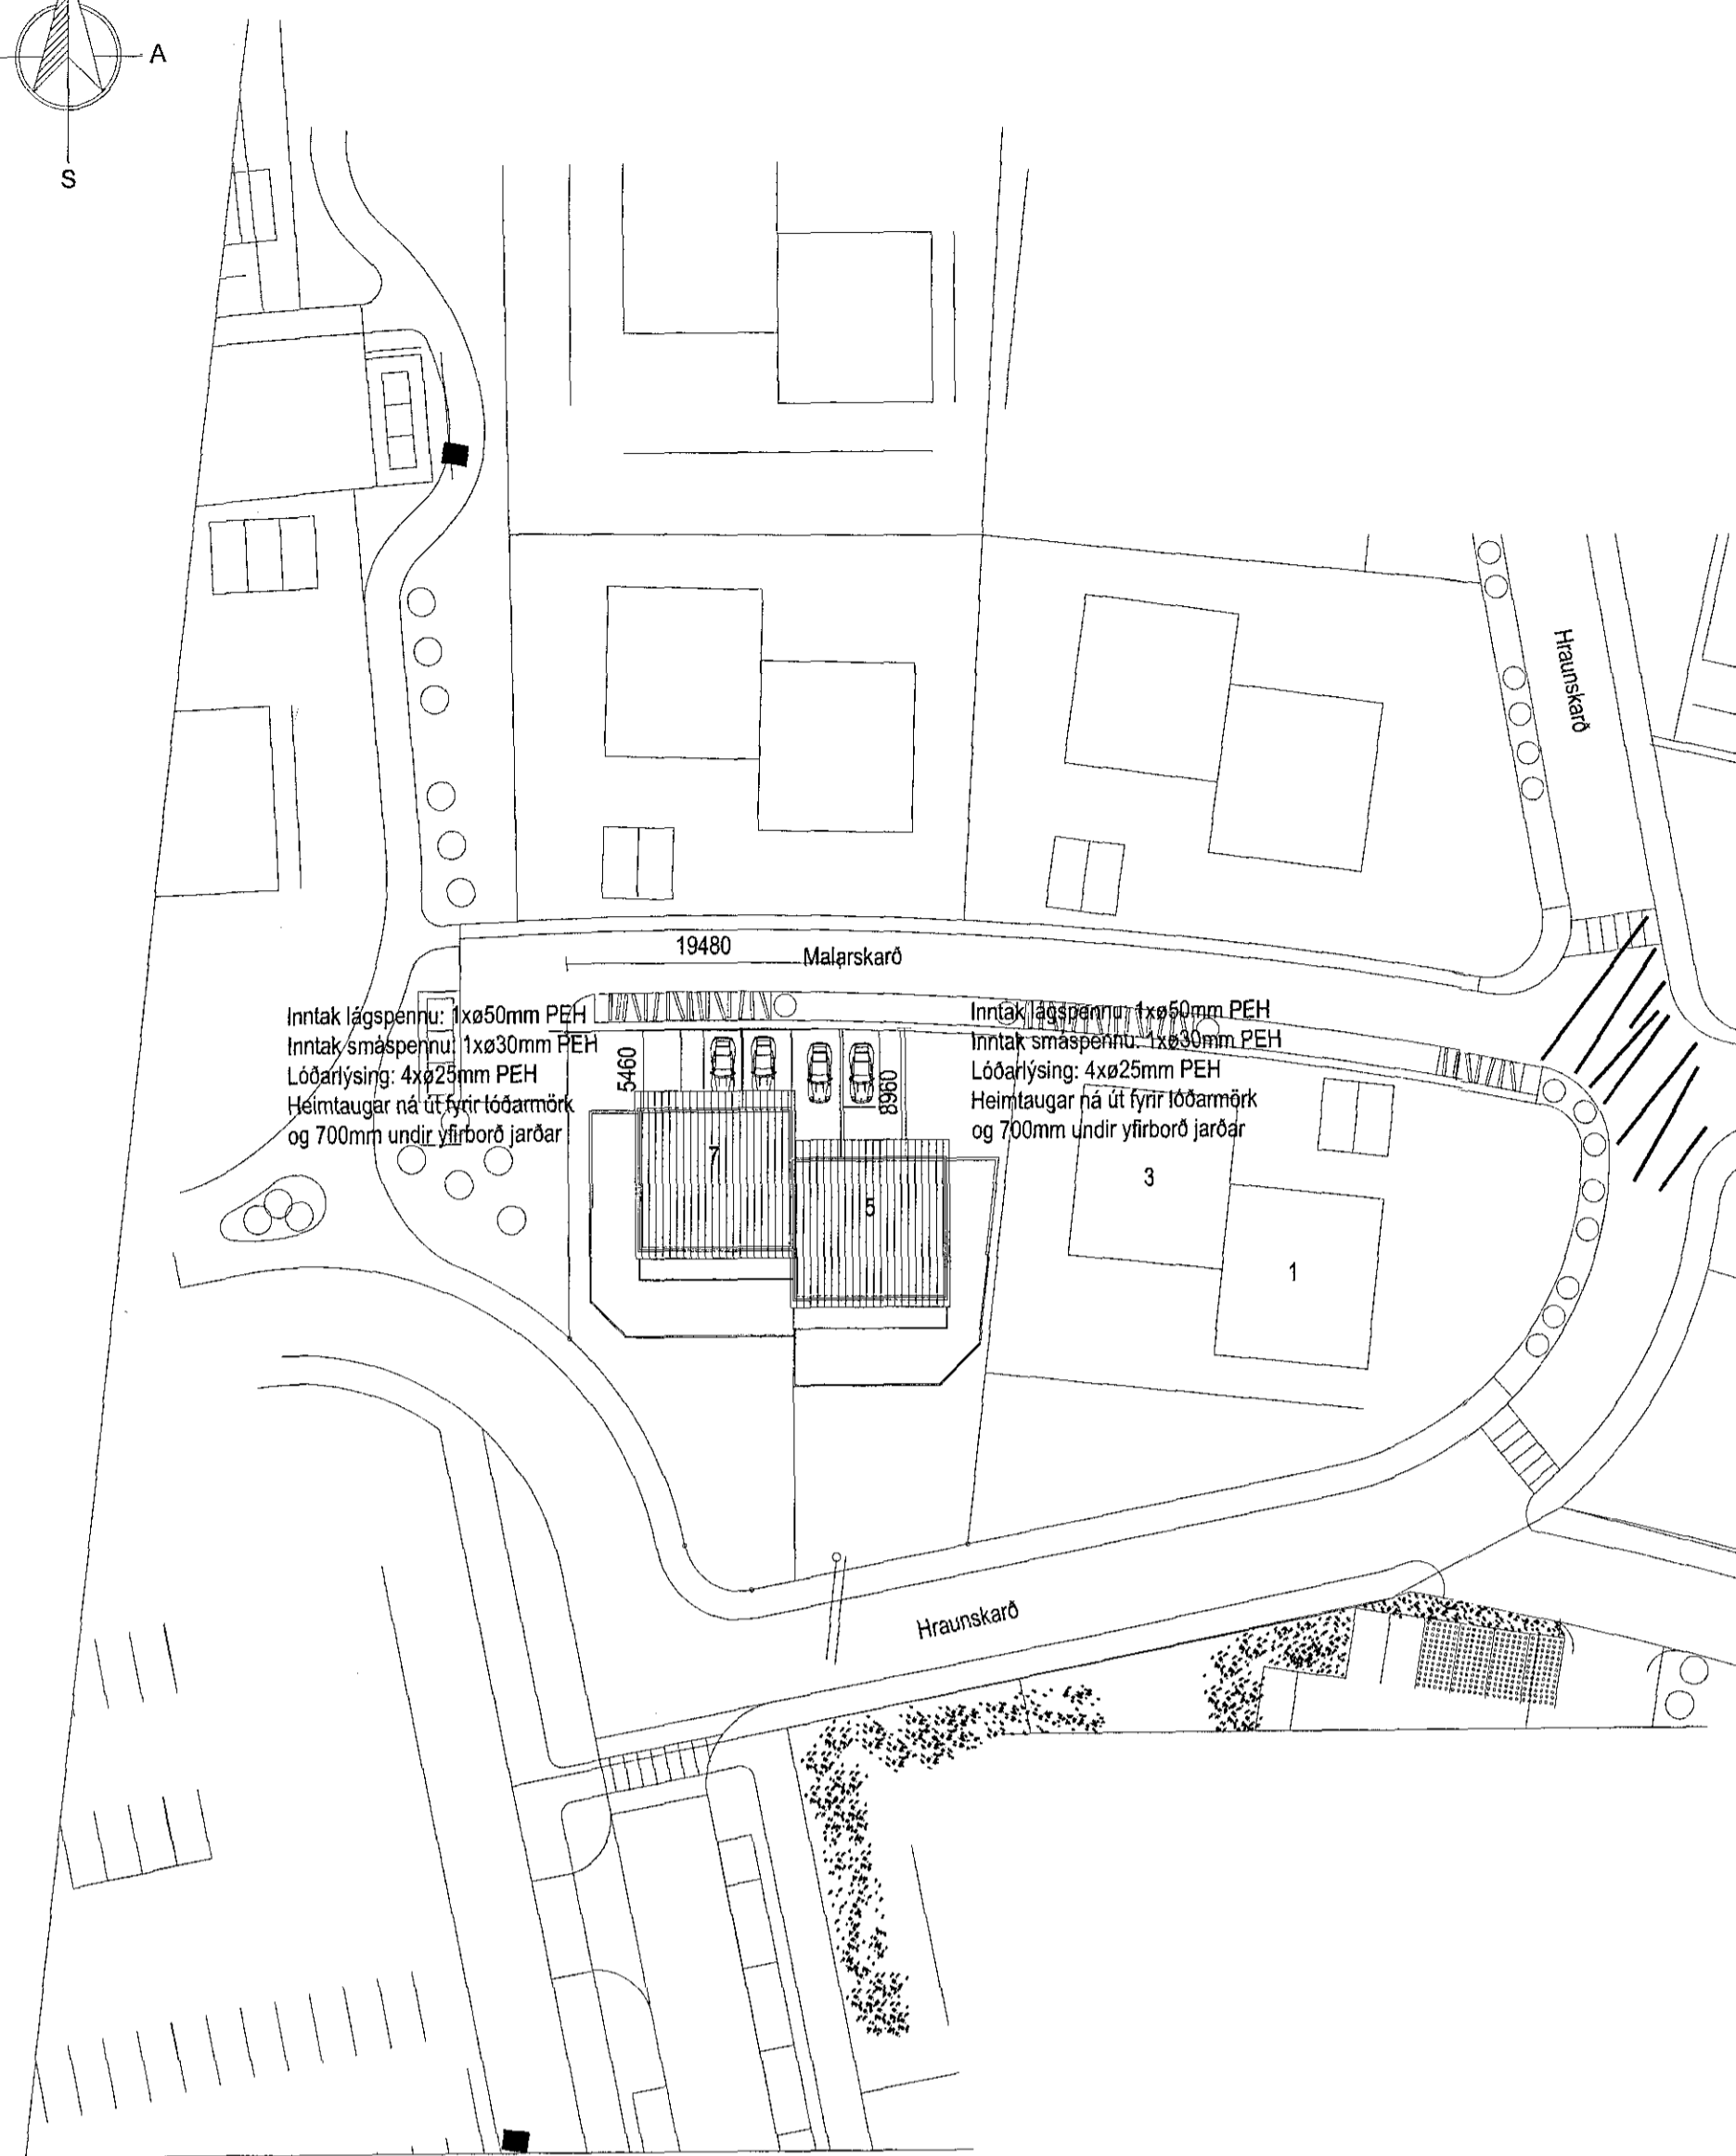 A
S
Hraunskarð
19480
Malarskarð
Inntak lágspennu: 1xø50mm PEH
Inntak smáspennu: 1xø30mm PEH
Lóðarlýsing: 4xø25mm PEH
Heimtaugar ná út fyrir lóðarmörk
og 700mm undir yfirborð jarðar
5460
8960
Inntak lágspennu: 1xø50mm PEH
Inntak smáspennu: 1xø30mm PEH
Lóðarlýsing: 4xø25mm PEH
Heimtaugar ná út fyrir lóðarmörk
og 700mm undir yfirborð jarðar
7
5
3
1
Hraunskarð